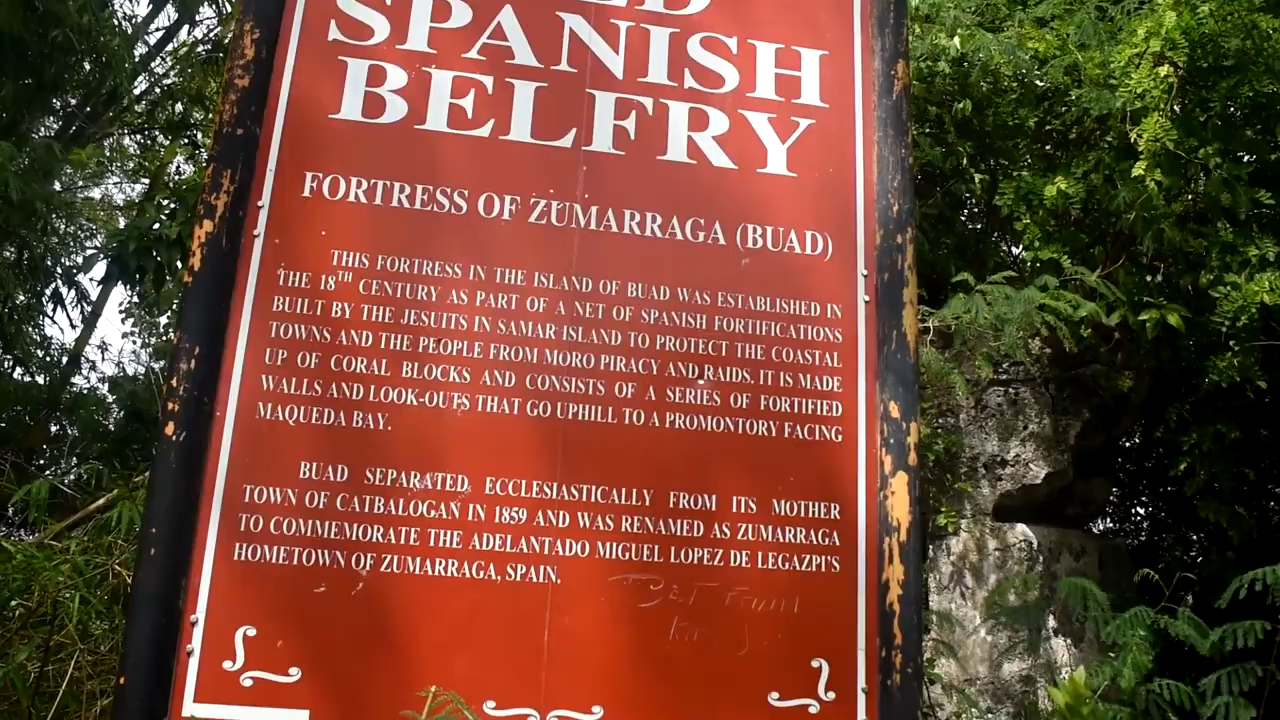 SPANISH
BELFRY
FORTRESS OF ZUMARRAGA (BUAD)
THIS FORTRESS IN THE ISLAND OF BUAD WAS ESTABLISHED IN
THE 18TH CENTURY AS PART OF A NET OF SPANISH FORTIFICATIONS
BUILT BY THE JESUITS IN SAMAR ISLAND TO PROTECT THE COASTAL
TOWNS AND THE PEOPLE FROM MORO PIRACY AND RAIDS. IT IS MADE
UP OF CORAL BLOCKS AND CONSISTS OF A SERIES OF FORTIFIED
WALLS AND LOOK-OUTS THAT GO UPHILL TO A PROMONTORY FACING
MAQUEDA BAY.
BUAD SEPARATED ECCLESIASTICALLY FROM ITS MOTHER
TOWN OF CATBALOGAN IN 1859 AND WAS RENAMED AS ZUMARRAGA
TO COMMEMORATE THE ADELANTADO MIGUEL LOPEZ DE LEGAZPI'S
HOMETOWN OF ZUMARRAGA, SPAIN.